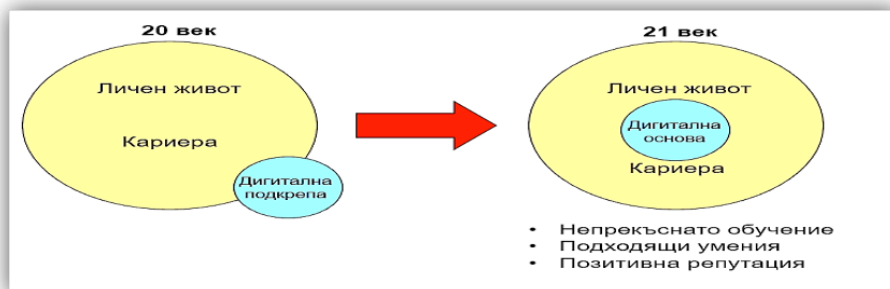 20 век
Личен живот
Кариера
Дигитална
подкрепа
21 век
Личен живот
Дигитална
основа
Кариера
• Непрекъснато обучение
• Подходящи умения
• Позитивна репутация